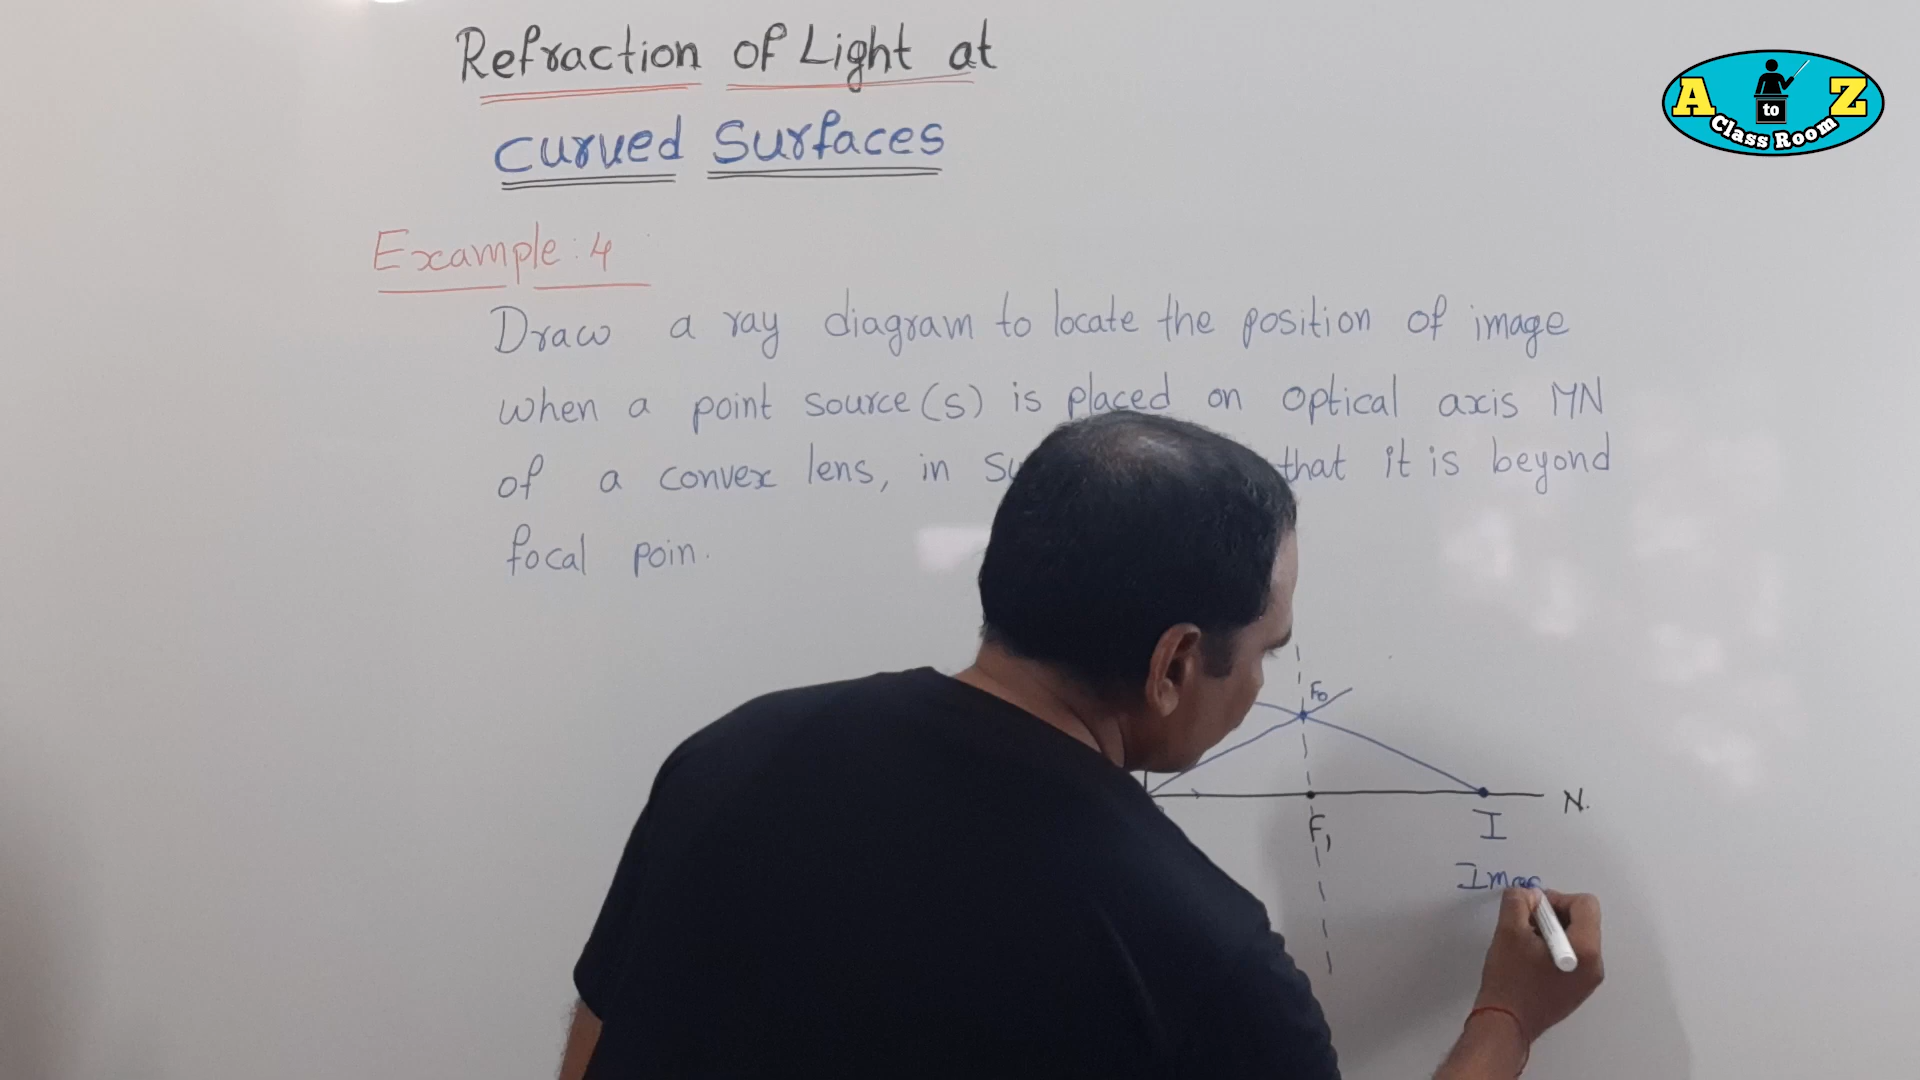 Refraction of Light at
Curved Surfaces
A to Z
Class Room
Example: 4
Draw a ray diagram to locate the position of image
when a point source (s) is placed on optical axis MN
of a convex lens, in that it is beyond
focal poin.
F0
N.
F1
I